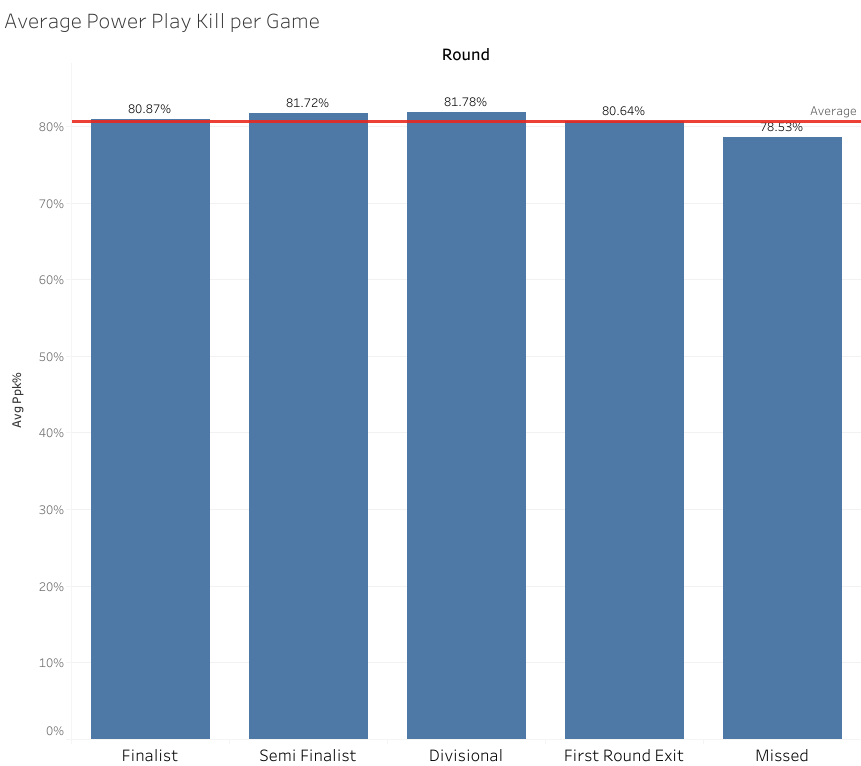 Average Power Play Kill per Game
Round
80.87%
81.72%
81.78%
80.64%
Average
78.53%
80%
70%
60%
50%
40%
30%
20%
10%
0%
Avg Ppk%
Finalist
Semi Finalist
Divisional
First Round Exit
Missed